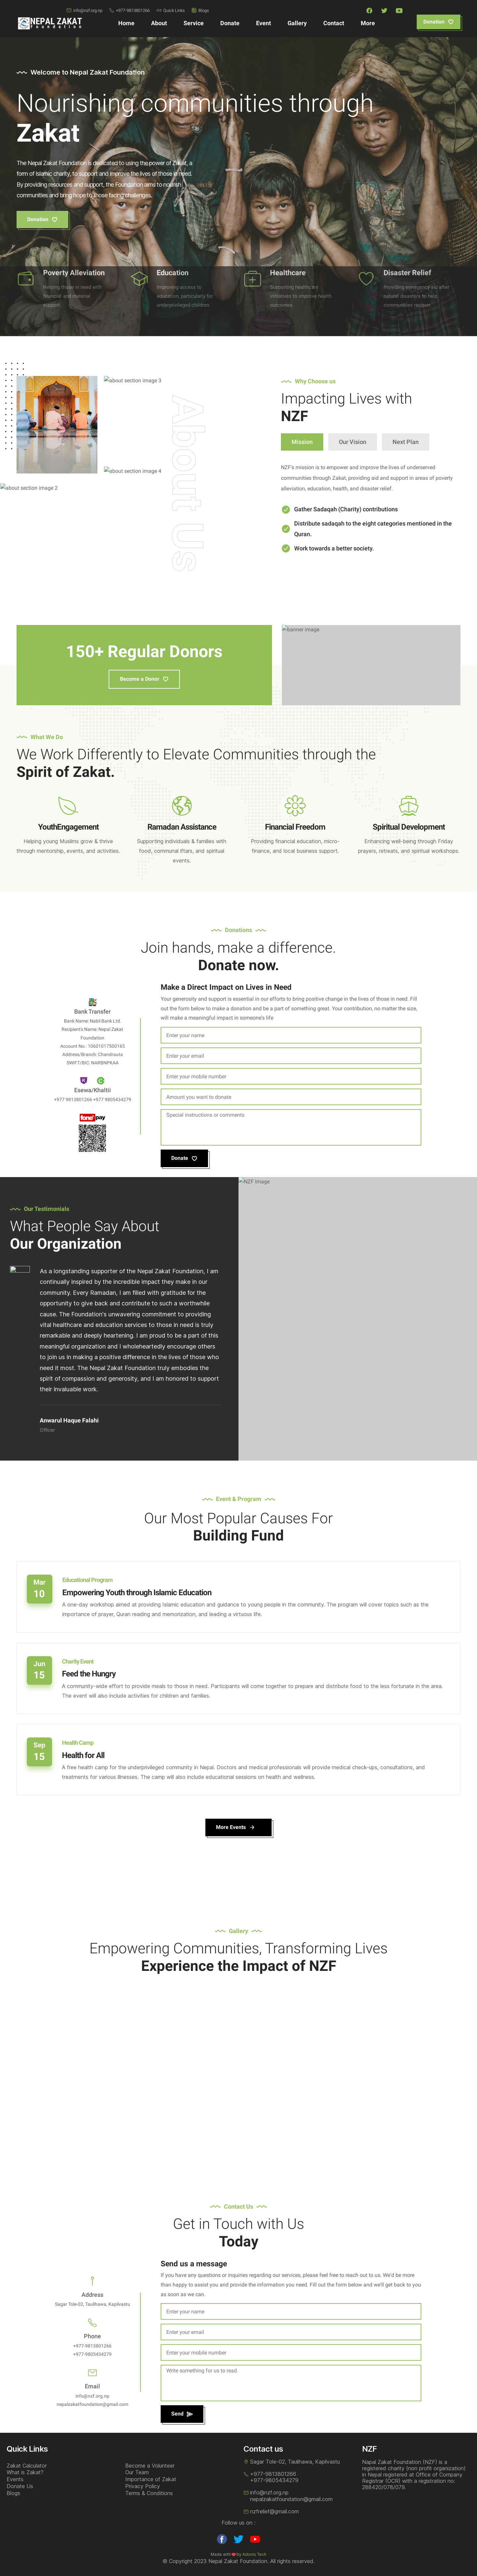 info@nzf.org.np +977-9813801266 Quick Links Blogs
NEPAL ZAKAT
foundation
Home About Service Donate Event Gallery Contact More
Donation
Welcome to Nepal Zakat Foundation
Nourishing communities through
Zakat
The Nepal Zakat Foundation is dedicated to using the power of Zakat, a
form of Islamic charity, to support and improve the lives of those in need.
By providing resources and support, the Foundation aims to nourish
communities and bring hope to those facing challenges.
Donation
Poverty Alleviation
Helping those in need with
financial and material
support.
Education
Improving access to
education, particularly for
underprivileged children.
Healthcare
Supporting healthcare
initiatives to improve health
outcomes.
Disaster Relief
Providing emergency aid after
natural disasters to help
communities recover.
about section image 3
about section image 4
about section image 2
About Us
Why Choose us
Impacting Lives with
NZF
Mission Our Vision Next Plan
NZF's mission is to empower and improve the lives of underserved
communities through Zakat, providing aid and support in areas of poverty
alleviation, education, health, and disaster relief.
Gather Sadaqah (Charity) contributions
Distribute sadaqah to the eight categories mentioned in the
Quran.
Work towards a better society.
150+ Regular Donors
Become a Donor
banner image
What We Do
We Work Differently to Elevate Communities through the
Spirit of Zakat.
YouthEngagement
Helping young Muslims grow & thrive
through mentorship, events, and activities.
Ramadan Assistance
Supporting individuals & families with
food, communal iftars, and spiritual
events.
Financial Freedom
Providing financial education, micro-
finance, and local business support.
Spiritual Development
Enhancing well-being through Friday
prayers, retreats, and spiritual workshops.
Donations
Join hands, make a difference.
Donate now.
Bank Transfer
Bank Name: Nabil Bank Ltd
Recipient's Name: Nepal Zakat
Foundation
Account No.: 10601017500163
Address/Branch: Chandrauta
SWIFT/BIC: NARBNPKAA
Esewa/Khalti
+977 9813801266 +977 9805434279
fonepay
Make a Direct Impact on Lives in Need
Your generosity and support is essential in our efforts to bring positive change in the lives of those in need. Fill
out the form below to make a donation and be a part of something great. Your contribution, no matter the size,
will make a meaningful impact in someone's life.
Enter your name
Enter your email
Enter your mobile number
Amount you want to donate
Special instructions or comments
Donate
Our Testimonials
What People Say About
Our Organization
As a longstanding supporter of the Nepal Zakat Foundation, I am
continually inspired by the incredible impact they make in our
community. Every Ramadan, I am filled with gratitude for the
opportunity to give back and contribute to such a worthwhile
cause. The Foundation's unwavering commitment to providing
vital healthcare and education services to those in need is truly
remarkable and deeply heartening. I am proud to be a part of this
meaningful organization and I wholeheartedly encourage others
to join us in making a positive difference in the lives of those who
need it most. The Nepal Zakat Foundation truly embodies the
spirit of compassion and generosity, and I am honored to support
their invaluable work.
Anwarul Haque Falahi
Officer
NZF Image
Event & Program
Our Most Popular Causes For
Building Fund
Mar
10
Educational Program
Empowering Youth through Islamic Education
A one-day workshop aimed at providing Islamic education and guidance to young people in the community. The program will cover topics such as the
importance of prayer, Quran reading and memorization, and leading a virtuous life.
Jun
15
Charity Event
Feed the Hungry
A community-wide effort to provide meals to those in need. Participants will come together to prepare and distribute food to the less fortunate in the area.
The event will also include activities for children and families.
Sep
15
Health Camp
Health for All
A free health camp for the underprivileged community in Nepal. Doctors and medical professionals will provide medical check-ups, consultations, and
treatments for various illnesses. The camp will also include educational sessions on health and wellness.
More Events
Gallery
Empowering Communities, Transforming Lives
Experience the Impact of NZF
Contact Us
Get in Touch with Us
Today
Address
Sagar Tole-02, Taulihawa, Kapilvastu
Phone
+977-9813801266
+977-9805434279
Email
info@nzf.org.np
nepalzakatfoundation@gmail.com
Send us a message
If you have any questions or inquiries regarding our services, please feel free to reach out to us. We'd be more
than happy to assist you and provide the information you need. Fill out the form below and we'll get back to you
as soon as we can.
Enter your name
Enter your email
Enter your mobile number
Write something for us to read
Send
Quick Links
Zakat Calculator
What is Zakat?
Events
Donate Us
Blogs
Become a Volunteer
Our Team
Importance of Zakat
Privacy Policy
Terms & Conditions
Contact us
Sagar Tole-02, Taulihawa, Kapilvastu
+977-9813801266
+977-9805434279
info@nzf.org.np
nepalzakatfoundation@gmail.com
nzfrelief@gmail.com
NZF
Nepal Zakat Foundation (NZF) is a
registered charity (non profit organization)
in Nepal registered at Office of Company
Registrar (OCR) with a registration no:
288420/078/079.
Follow us on :
Made with by Adoms Tech
© Copyright 2023 Nepal Zakat Foundation. All rights reserved.